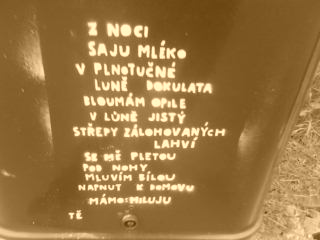 Z NOCI
SAJU MLÉKO
V PLNOTUČNÉ
LUNĚ DOKULATA
BLOUMÁM OPILE
V LŮNĚ JISTÝ
STŘEPY ZÁLOHOVANÝCH
LAHVÍ
SE MĚ PLETOU
POD NOHY
MLUVÍM BÍLOU
NAPNUT K DOMOVU
MÁMO: MILUJU
TĚ